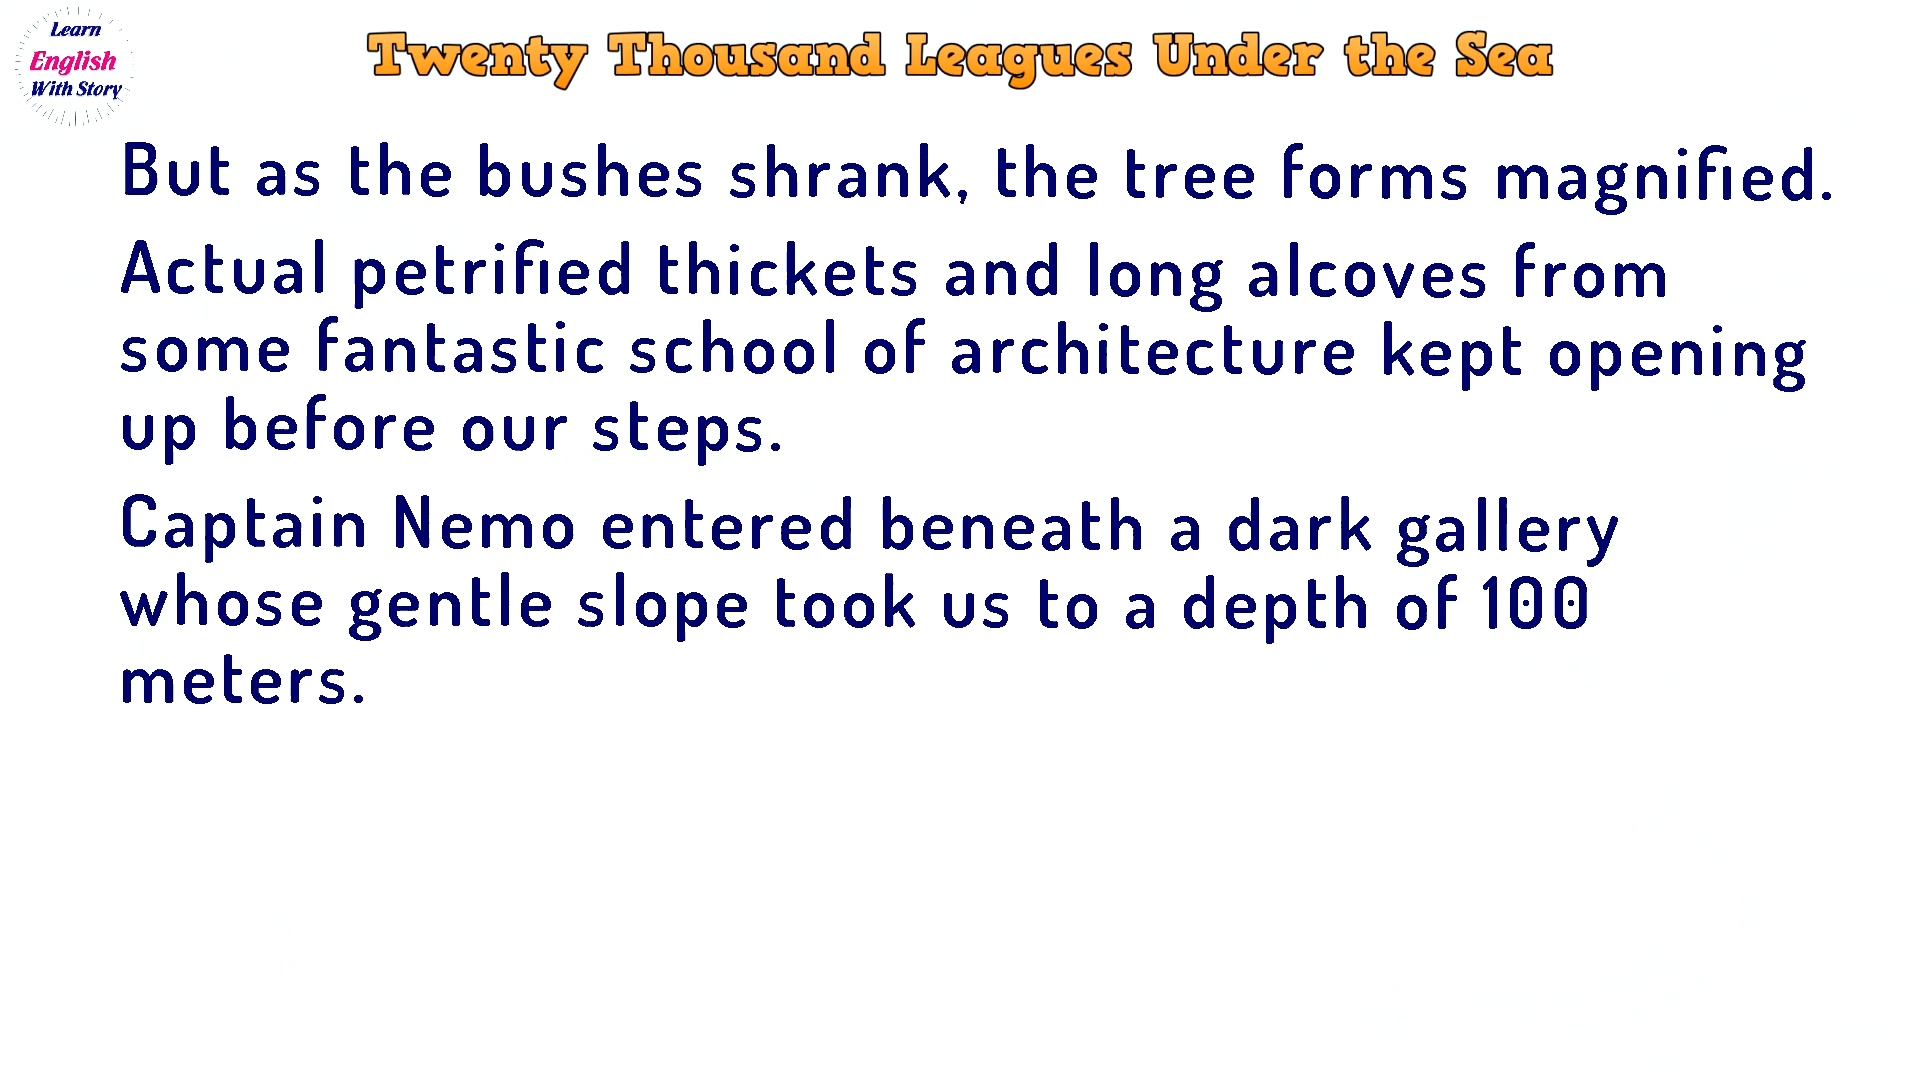 Learn
English
With Story
Twenty Thousand Leagues Under the Sea
But as the bushes shrank, the tree forms magnified.
Actual petrified thickets and long alcoves from
some fantastic school of architecture kept opening
up before our steps.
Captain Nemo entered beneath a dark gallery
whose gentle slope took us to a depth of 100
meters.